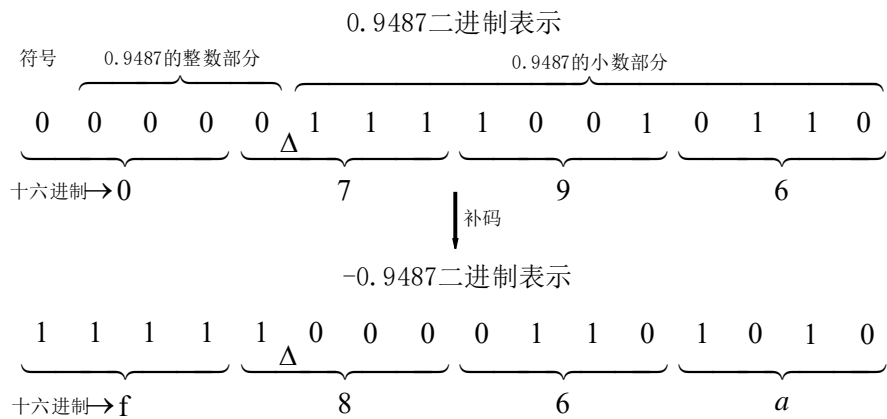 0.9487二进制表示
符号 0.9487的整数部分 0.9487的小数部分
0 0 0 0 0 Δ 1 1 1 1 0 0 1 0 1 1 0
十六进制→0 7 9 6
补码
-0.9487二进制表示
1 1 1 1 1 Δ 0 0 0 0 1 1 0 1 0 1 0
十六进制→f 8 6 a